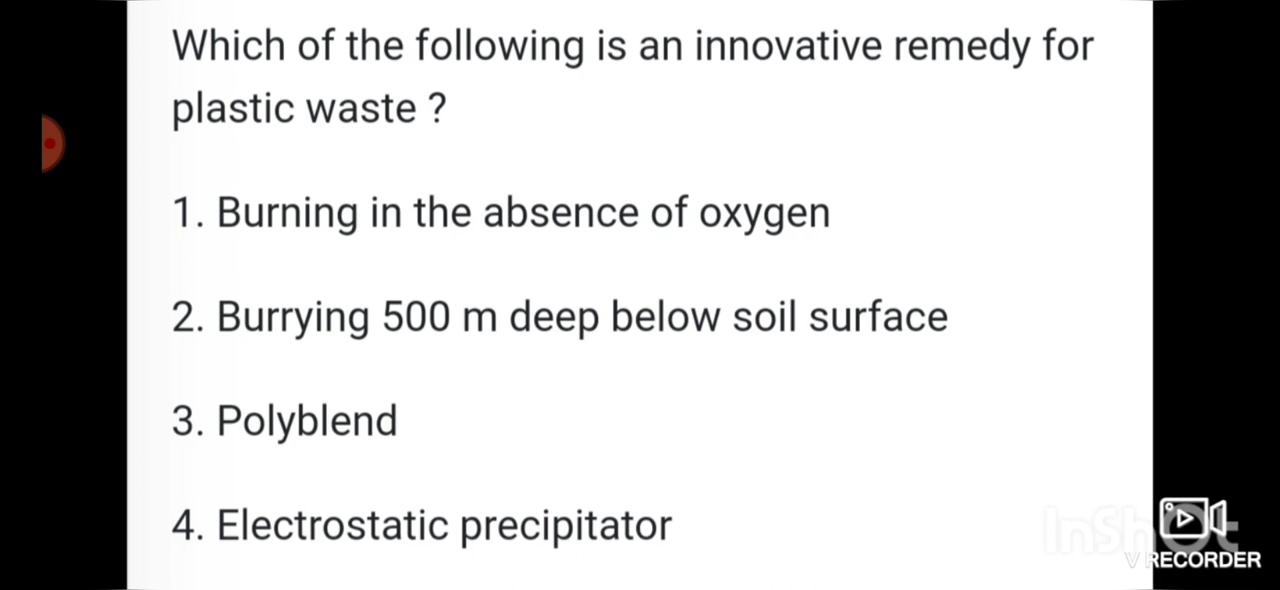 Which of the following is an innovative remedy for
plastic waste ?
1. Burning in the absence of oxygen
2. Burrying 500 m deep below soil surface
3. Polyblend
4. Electrostatic precipitator
InShOt
V RECORDER